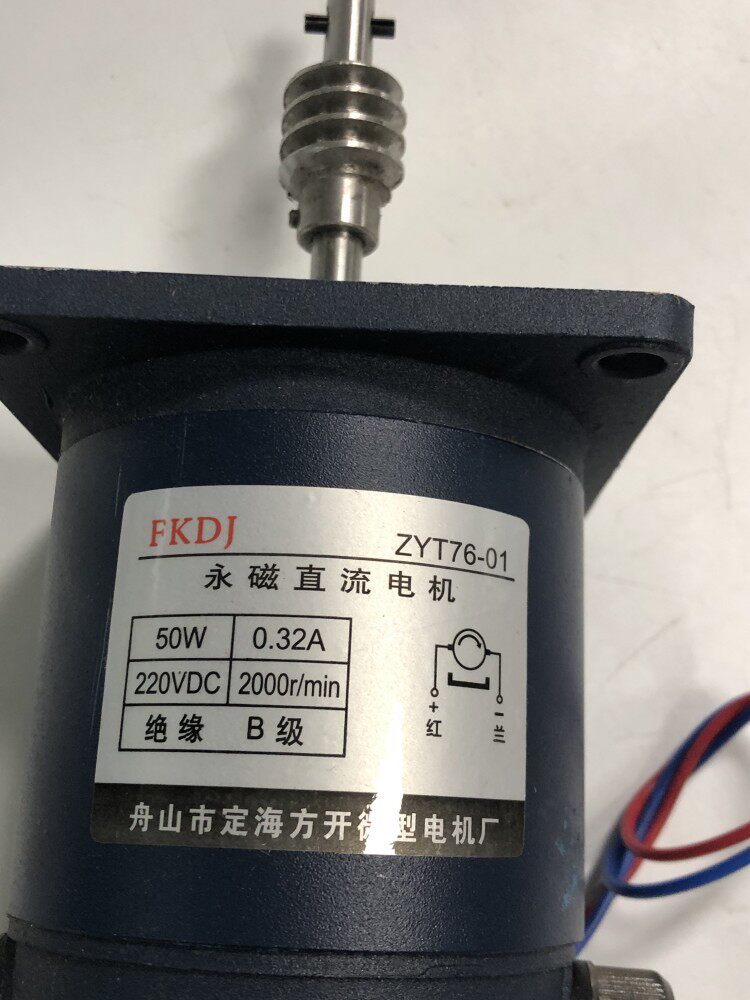 FKDJ
ZYT76-01
永磁直流电机
50W 0.32A
220VDC 2000r/min
绝缘 B级
+ 一
红 兰
舟山市定海方开微型电机厂